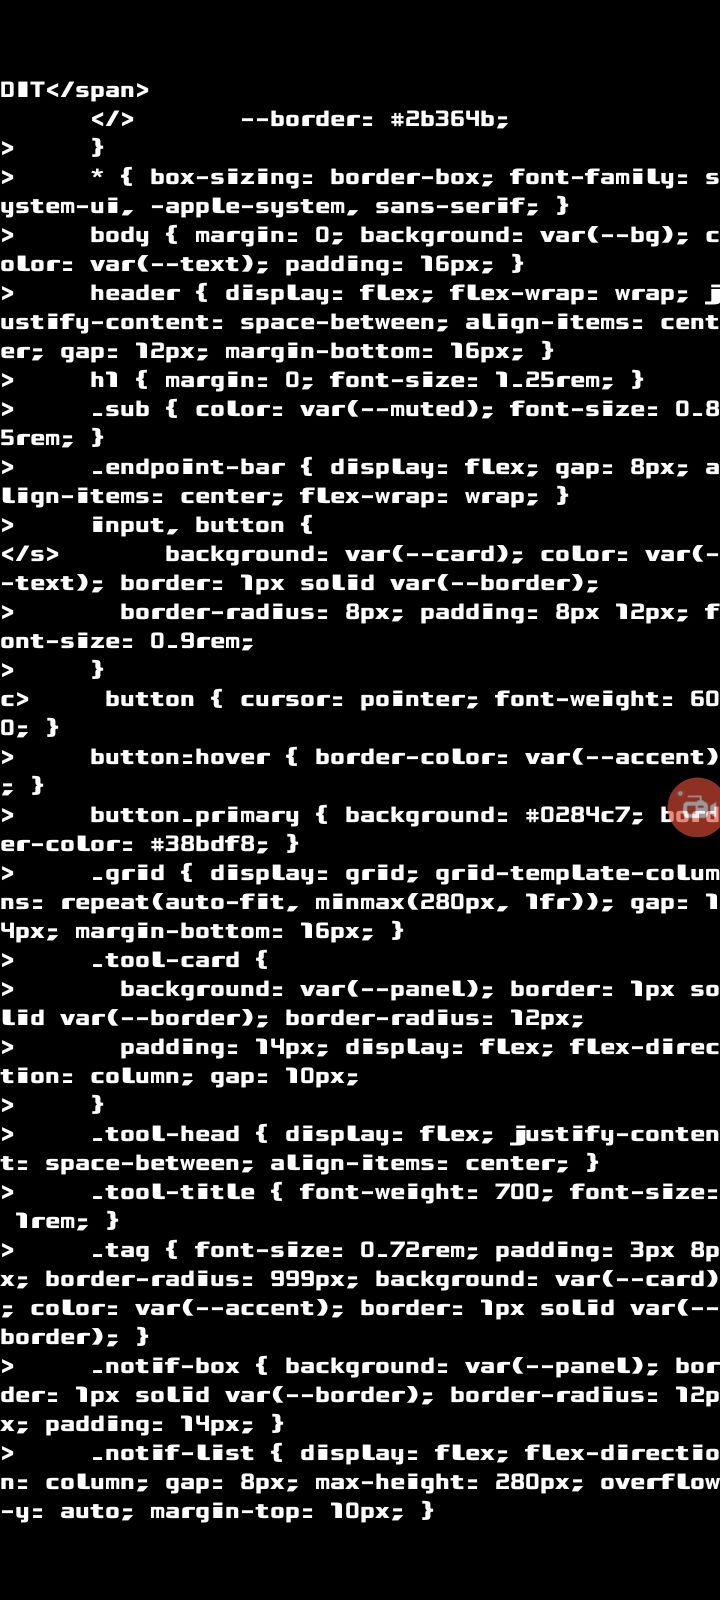 DIT</span>
      </>       --border: #2b364b;
>     }
>     * { box-sizing: border-box; font-family: s
ystem-ui, -apple-system, sans-serif; }
>     body { margin: 0; background: var(--bg); c
olor: var(--text); padding: 16px; }
>     header { display: flex; flex-wrap: wrap; j
ustify-content: space-between; align-items: cent
er; gap: 12px; margin-bottom: 16px; }
>     h1 { margin: 0; font-size: 1.25rem; }
>     .sub { color: var(--muted); font-size: 0.8
5rem; }
>     .endpoint-bar { display: flex; gap: 8px; a
lign-items: center; flex-wrap: wrap; }
>     input, button {
</s>       background: var(--card); color: var(-
-text); border: 1px solid var(--border);
>       border-radius: 8px; padding: 8px 12px; f
ont-size: 0.9rem;
>     }
c>     button { cursor: pointer; font-weight: 60
0; }
>     button:hover { border-color: var(--accent)
; }
>     button.primary { background: #0284c7; bord
er-color: #38bdf8; }
>     .grid { display: grid; grid-template-colum
ns: repeat(auto-fit, minmax(280px, 1fr)); gap: 1
4px; margin-bottom: 16px; }
>     .tool-card {
>       background: var(--panel); border: 1px so
lid var(--border); border-radius: 12px;
>       padding: 14px; display: flex; flex-direc
tion: column; gap: 10px;
>     }
>     .tool-head { display: flex; justify-conten
t: space-between; align-items: center; }
>     .tool-title { font-weight: 700; font-size:
 1rem; }
>     .tag { font-size: 0.72rem; padding: 3px 8p
x; border-radius: 999px; background: var(--card)
; color: var(--accent); border: 1px solid var(--
border); }
>     .notif-box { background: var(--panel); bor
der: 1px solid var(--border); border-radius: 12p
x; padding: 14px; }
>     .notif-list { display: flex; flex-directio
n: column; gap: 8px; max-height: 280px; overflow
-y: auto; margin-top: 10px; }